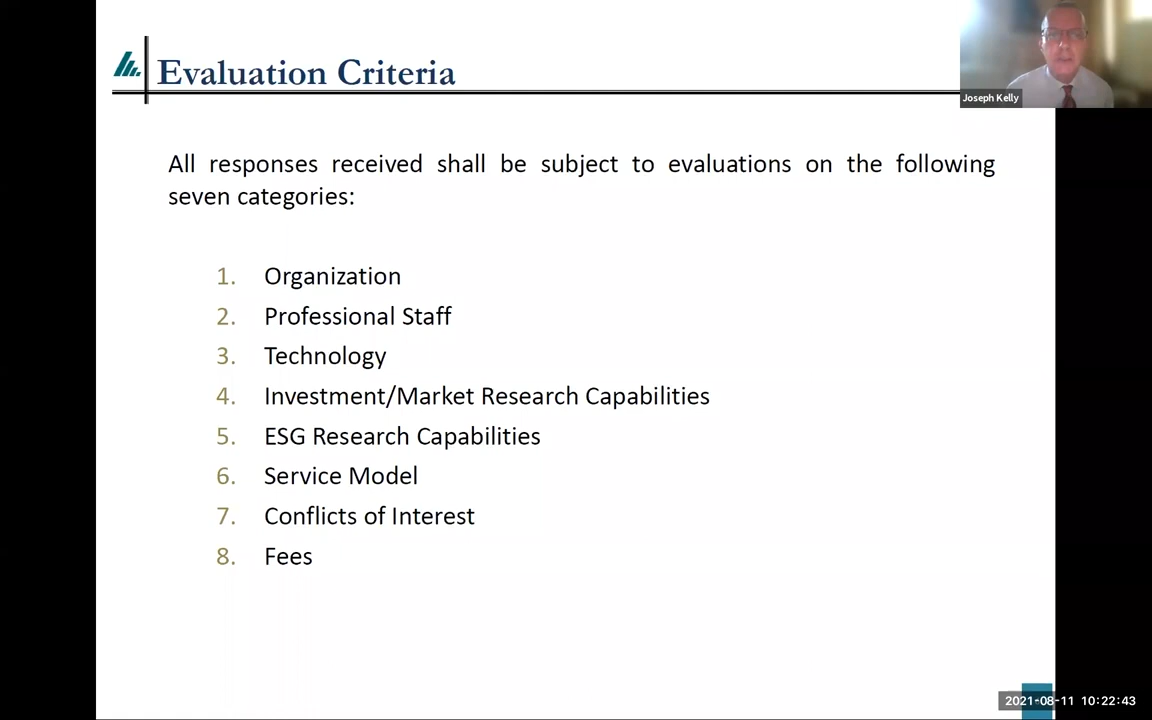 Evaluation Criteria
Joseph Kelly
All responses received shall be subject to evaluations on the following
seven categories:
1. Organization
2. Professional Staff
3. Technology
4. Investment/Market Research Capabilities
5. ESG Research Capabilities
6. Service Model
7. Conflicts of Interest
8. Fees
2021-08-11 10:22:43